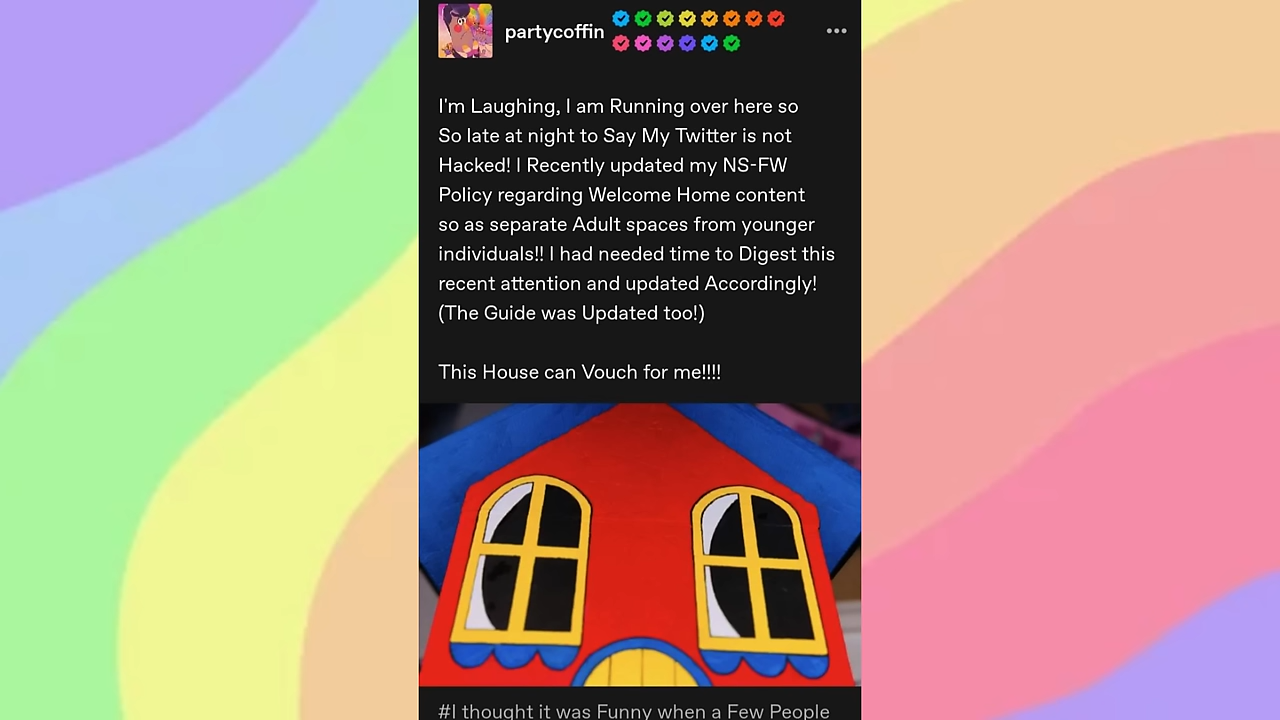 partycoffin
I'm Laughing, I am Running over here so
So late at night to Say My Twitter is not
Hacked! I Recently updated my NS-FW
Policy regarding Welcome Home content
so as separate Adult spaces from younger
individuals!! I had needed time to Digest this
recent attention and updated Accordingly!
(The Guide was Updated too!)
This House can Vouch for me!!!!
#I thought it was Funny when a Few People